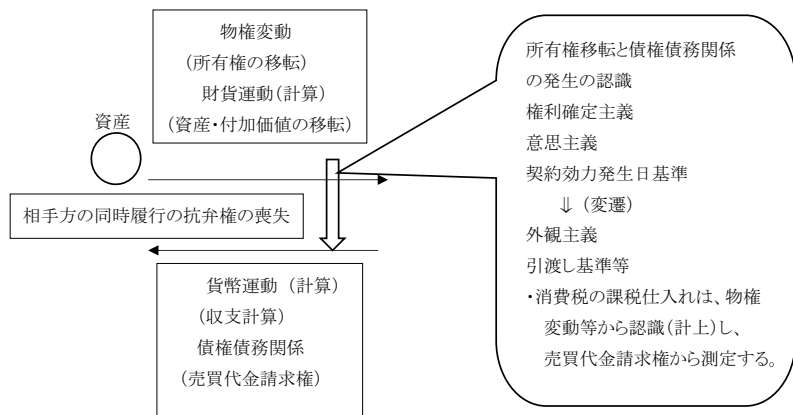 物権変動
(所有権の移転)
財貨運動(計算)
(資産・付加価値の移転)
資産
相手方の同時履行の抗弁権の喪失
貨幣運動 (計算)
(収支計算)
債権債務関係
(売買代金請求権)
所有権移転と債権債務関係
の発生の認識
権利確定主義
意思主義
契約効力発生日基準
⇓ (変遷)
外観主義
引渡し基準等
・消費税の課税仕入れは、物権
変動等から認識(計上)し、
売買代金請求権から測定する。